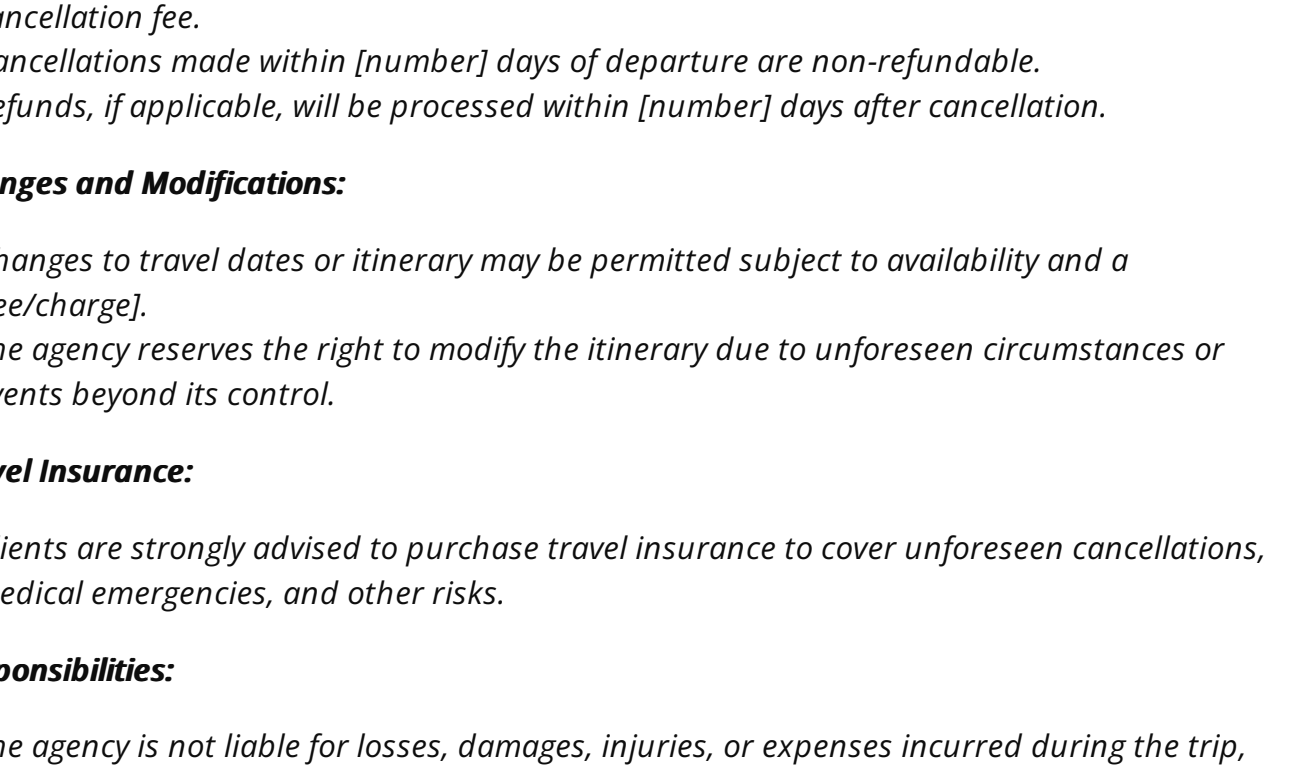 ancellation fee.
ancellations made within [number] days of departure are non-refundable.
efunds, if applicable, will be processed within [number] days after cancellation.
nges and Modifications:
hanges to travel dates or itinerary may be permitted subject to availability and a
ee/charge].
he agency reserves the right to modify the itinerary due to unforeseen circumstances or
vents beyond its control.
vel Insurance:
ients are strongly advised to purchase travel insurance to cover unforeseen cancellations,
edical emergencies, and other risks.
ponsibilities:
he agency is not liable for losses, damages, injuries, or expenses incurred during the trip,